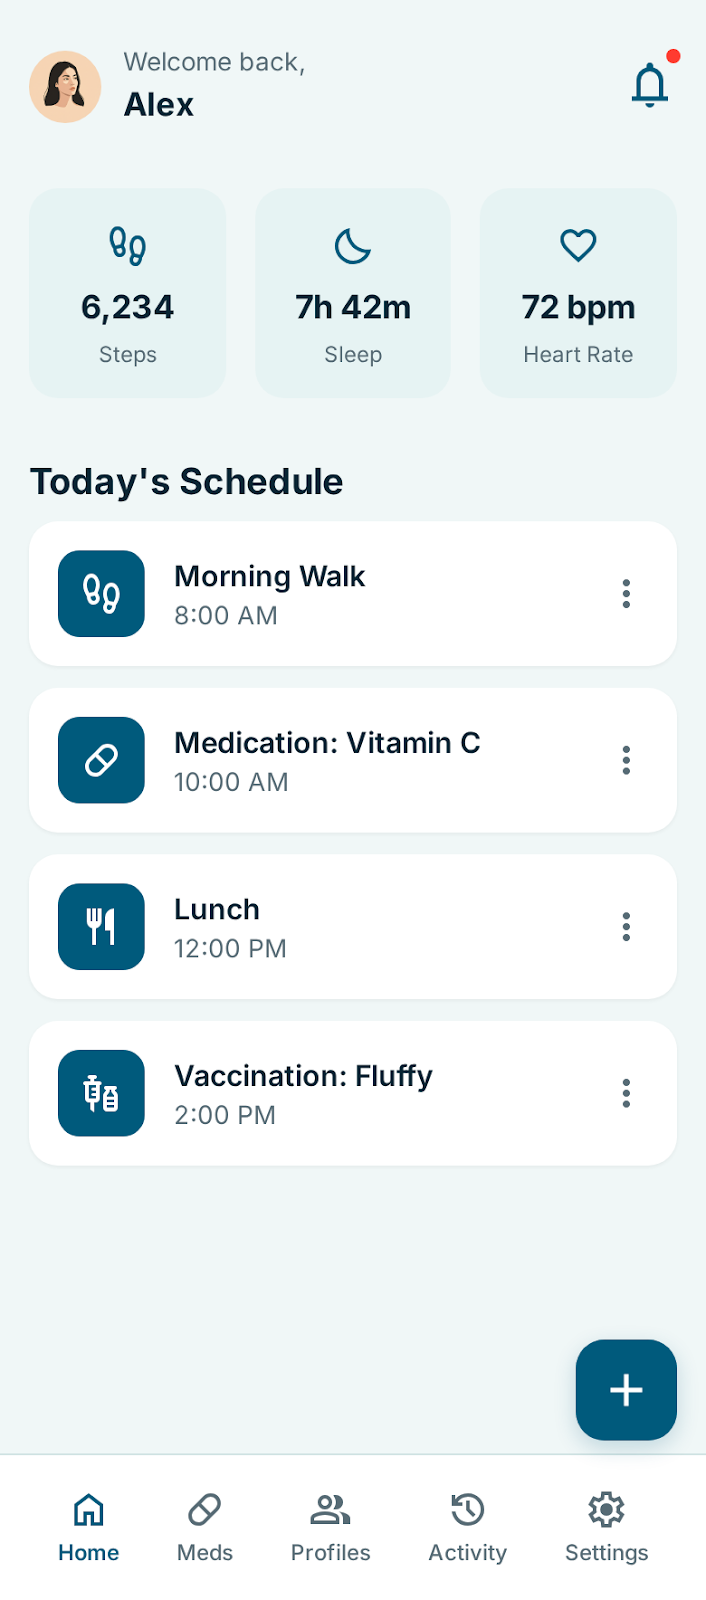 Welcome back,
Alex
6,234
Steps
7h 42m
Sleep
72 bpm
Heart Rate
Today's Schedule
Morning Walk
8:00 AM
Medication: Vitamin C
10:00 AM
Lunch
12:00 PM
Vaccination: Fluffy
2:00 PM
Home
Meds
Profiles
Activity
Settings